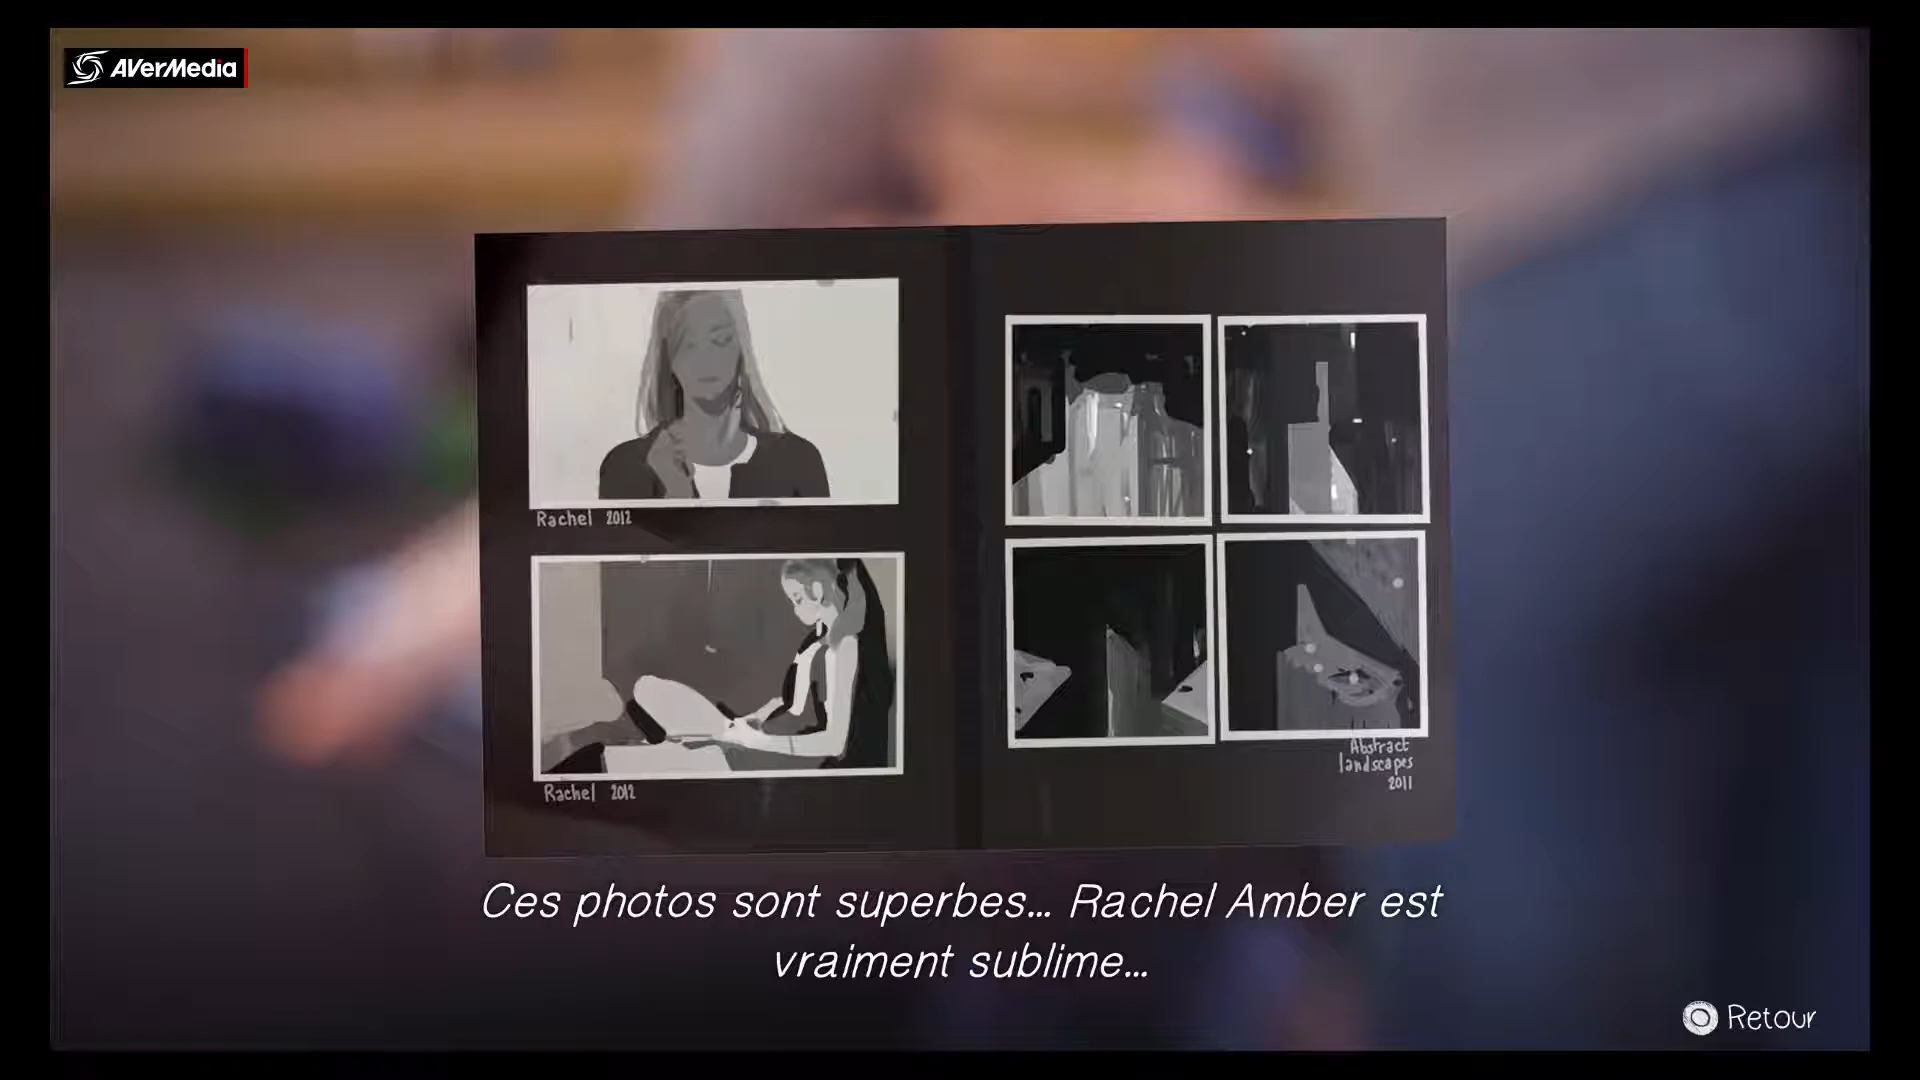 AVerMedia
Rachel 2012
Rachel 2012
Abstract
landscapes
2011
Ces photos sont superbes... Rachel Amber est
vraiment sublime...
Retour